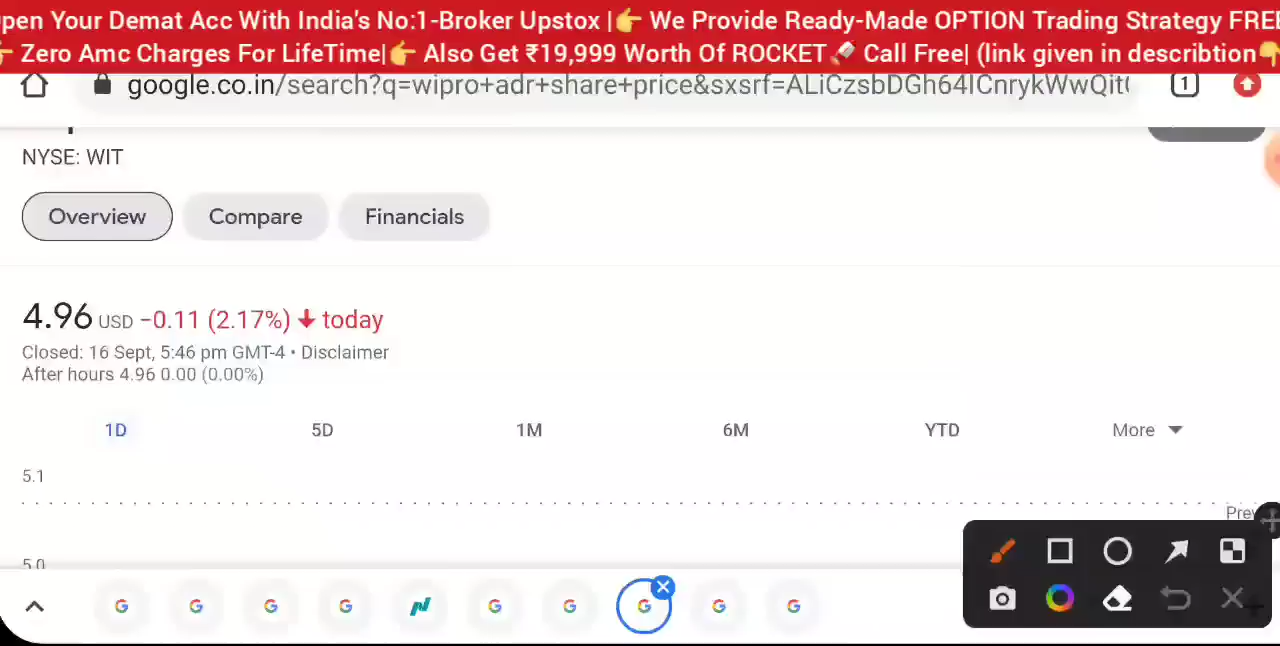 pen Your Demat Acc With India's No:1-Broker Upstox |👉 We Provide Ready-Made OPTION Trading Strategy FREE
👉 Zero Amc Charges For LifeTime|👉 Also Get ₹19,999 Worth Of ROCKET🚀 Call Free| (link given in describtion👇
google.co.in/search?q=wipro+adr+share+price&sxsrf=ALiCzsbDGh64ICnrykWwQit
1
NYSE: WIT
Overview Compare Financials
4.96 USD −0.11 (2.17%) ↓ today
Closed: 16 Sept, 5:46 pm GMT-4 • Disclaimer
After hours 4.96 0.00 (0.00%)
1D 5D 1M 6M YTD More
5.1
Prev
5.0